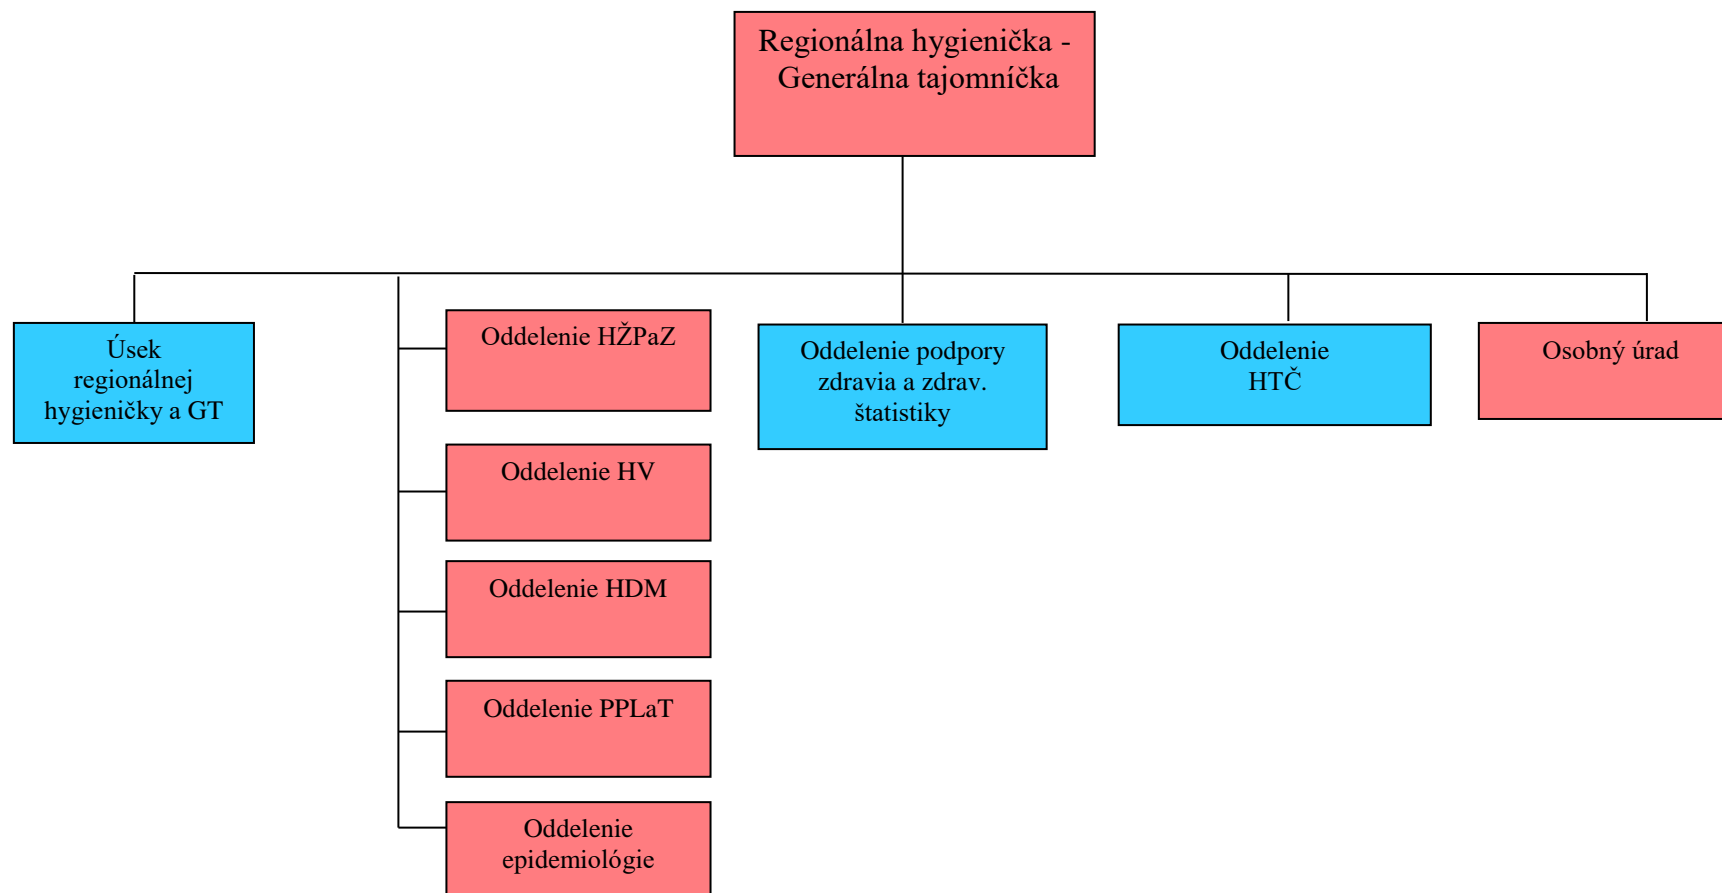 Regionálna hygienička -
Generálna tajomníčka
Úsek
regionálnej
hygieničky a GT
Oddelenie HŽPaZ
Oddelenie HV
Oddelenie HDM
Oddelenie PPLaT
Oddelenie
epidemiológie
Oddelenie podpory
zdravia a zdrav.
štatistiky
Oddelenie
HTČ
Osobný úrad